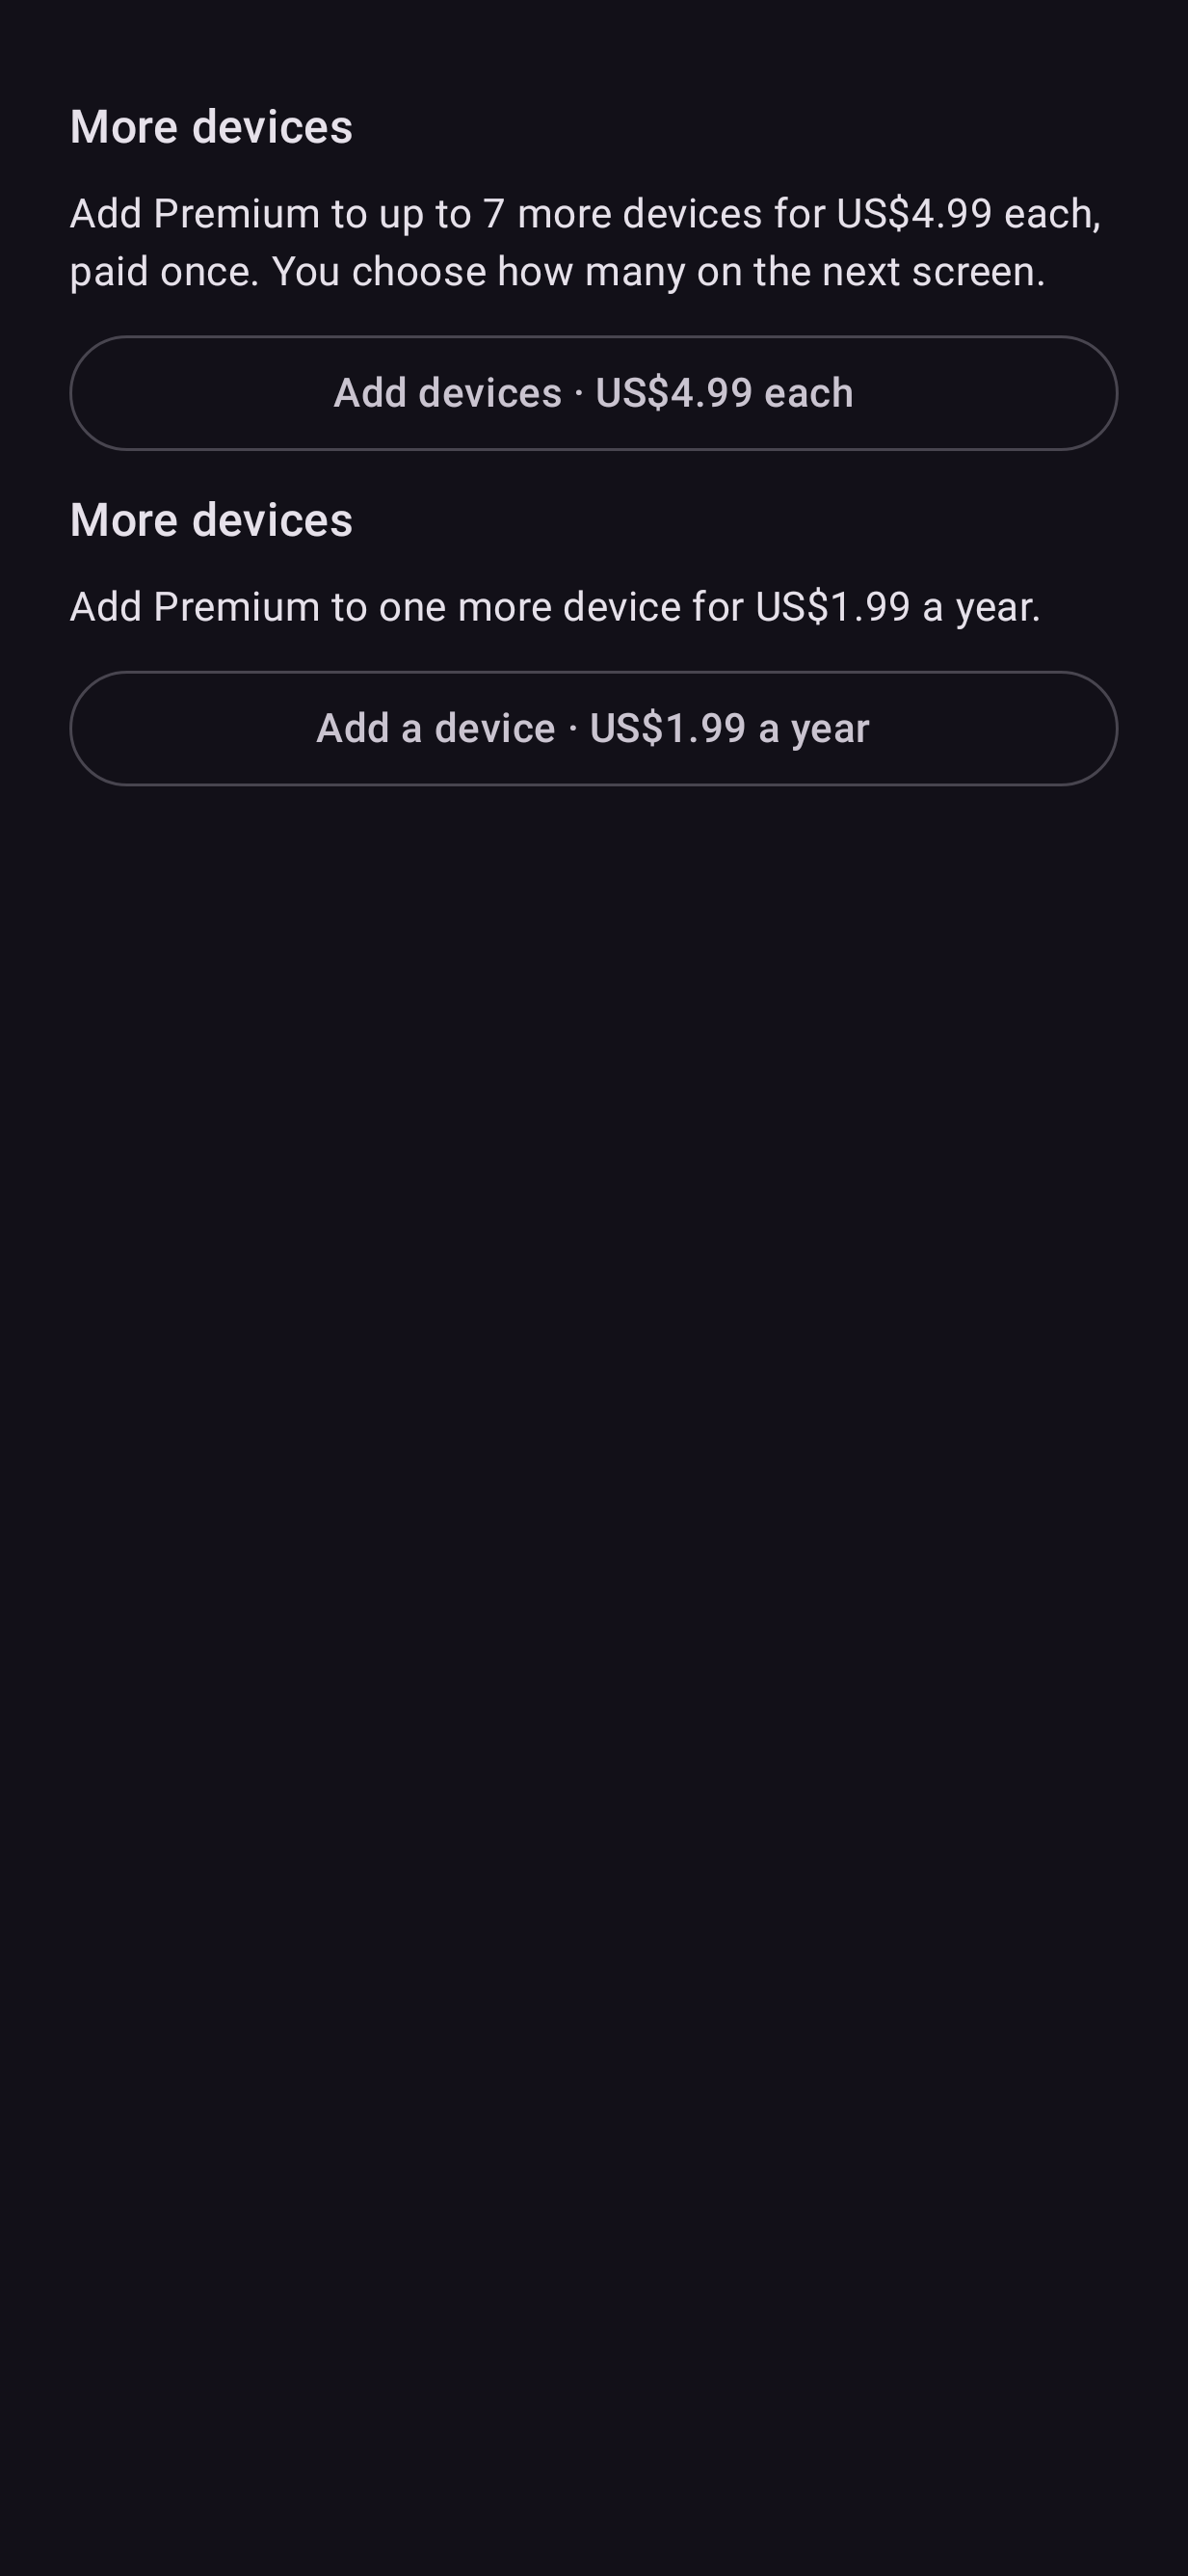 More devices
Add Premium to up to 7 more devices for US$4.99 each,
paid once. You choose how many on the next screen.
Add devices · US$4.99 each
More devices
Add Premium to one more device for US$1.99 a year.
Add a device · US$1.99 a year